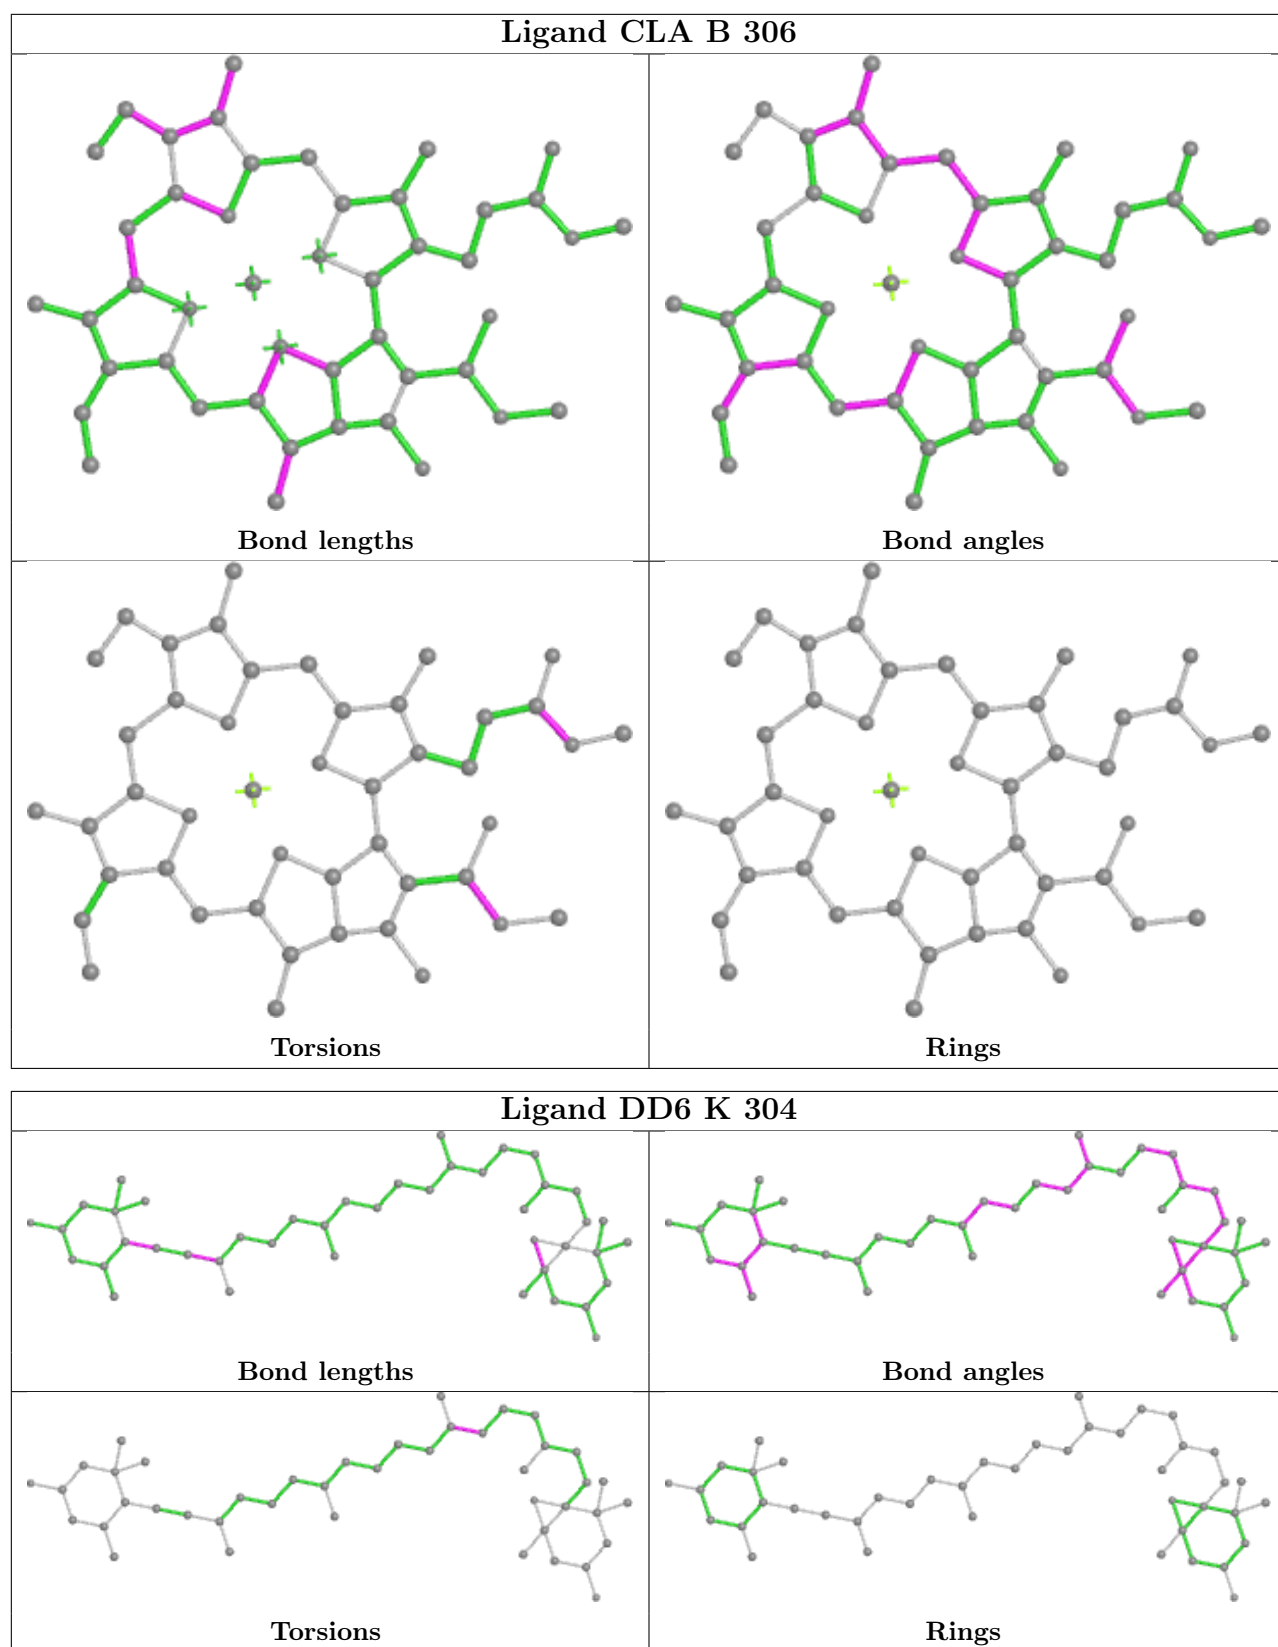 Ligand CLA B 306
Bond lengths
Bond angles
Torsions
Rings
Ligand DD6 K 304
Bond lengths
Bond angles
Torsions
Rings